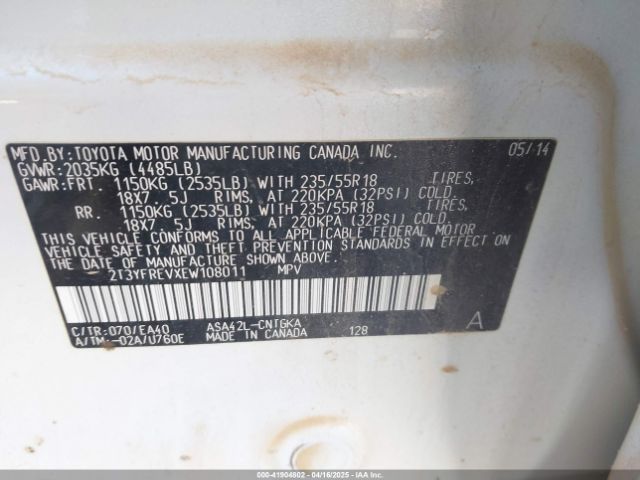 MFD.BY:TOYOTA MOTOR MANUFACTURING CANADA INC. 05/14
GVWR:2035KG (4485LB)
GAWR:FRT. 1150KG (2535LB) WITH 235/55R18 TIRES,
18X7.5J RIMS, AT 220KPA (32PSI) COLD.
RR. 1150KG (2535LB) WITH 235/55R18 TIRES,
18X7.5J RIMS, AT 220KPA (32PSI) COLD.
THIS VEHICLE CONFORMS TO ALL APPLICABLE FEDERAL MOTOR
VEHICLE SAFETY AND THEFT PREVENTION STANDARDS IN EFFECT
ON THE DATE OF MANUFACTURE SHOWN ABOVE.
2T3YFREVXEW108011 MPV
C/TR:070/EA40 ASA42L-CNTGKA
A/TM:-02A/U760E MADE IN CANADA 128 A
000-41904802 - 04/16/2025 - IAAI.COM